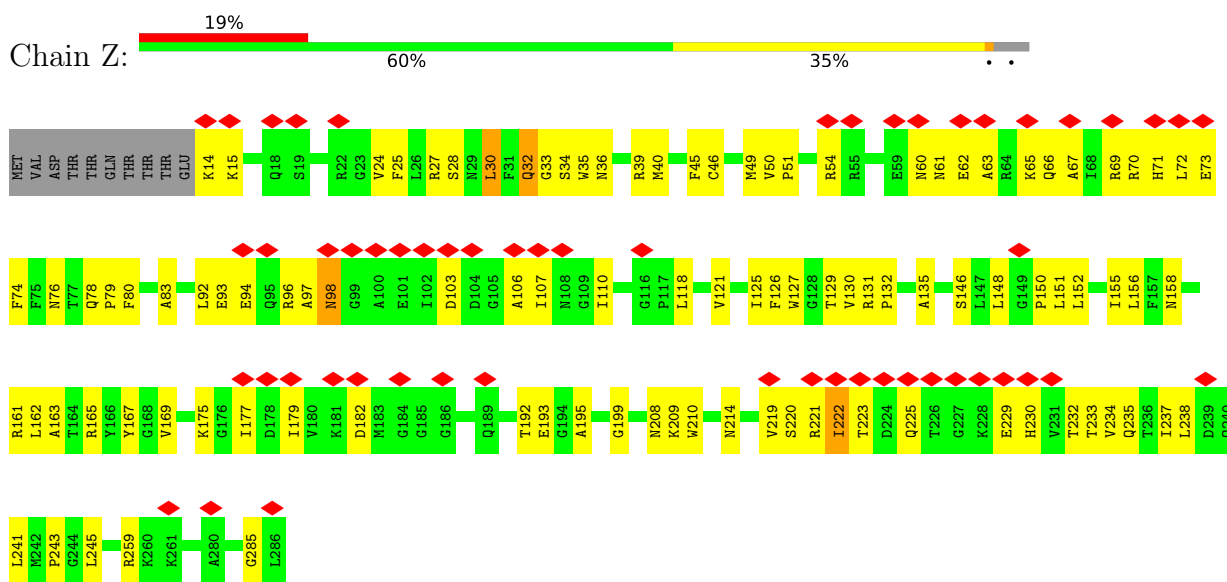 19%
Chain Z:
60% 35% • •
MET VAL ASP THR THR GLN THR THR THR GLU K14 K15 Q18 S19 R22 G23 V24 F25 L26 R27 S28 N29 L30 F31 Q32 G33 S34 W35 N36 R39 M40 F45 C46 M49 V50 P51 R54 R55 E59 N60 N61 E62 A63 R64 K65 Q66 A67 I68 R69 R70 H71 L72 E73
F74 F75 N76 T77 Q78 P79 F80 A83 L92 E93 E94 Q95 R96 A97 N98 G99 A100 E101 I102 D103 D104 G105 A106 I107 N108 G109 I110 G116 P117 L118 V121 I125 F126 W127 G128 T129 V130 R131 P132 A135 S146 L147 L148 G149 P150 L151 L152 I155 L156 F157 N158
R161 L162 A163 T164 R165 Y166 Y167 G168 V169 K175 G176 I177 D178 I179 V180 K181 D182 M183 G184 G185 G186 Q189 T192 E193 G194 A195 G199 N208 K209 W210 N214 V219 S220 R221 I222 T223 D224 Q225 T226 G227 K228 E229 H230 V231 T232 T233 V234 Q235 T236 I237 L238 D239
L241 M242 P243 G244 L245 R259 K260 K261 A280 G285 L286